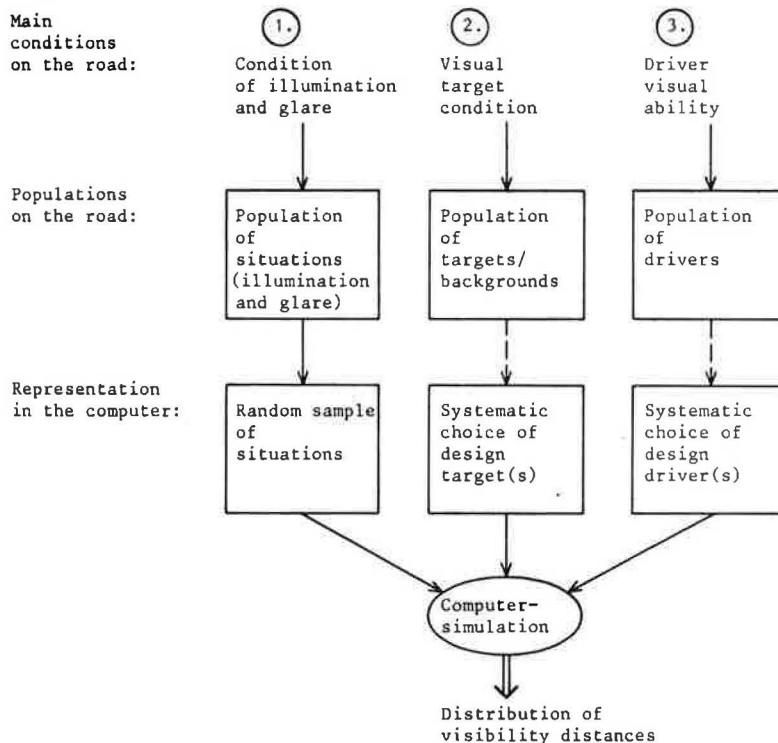 Main
conditions
on the road:
1.
Condition
of illumination
and glare
2.
Visual
target
condition
3.
Driver
visual
ability
Populations
on the road:
Population
of
situations
(illumination
and glare)
Population
of
targets/
backgrounds
Population
of
drivers
Representation
in the computer:
Random sample
of
situations
Systematic
choice of
design
target(s)
Systematic
choice of
design
driver(s)
Computer-
simulation
Distribution of
visibility distances